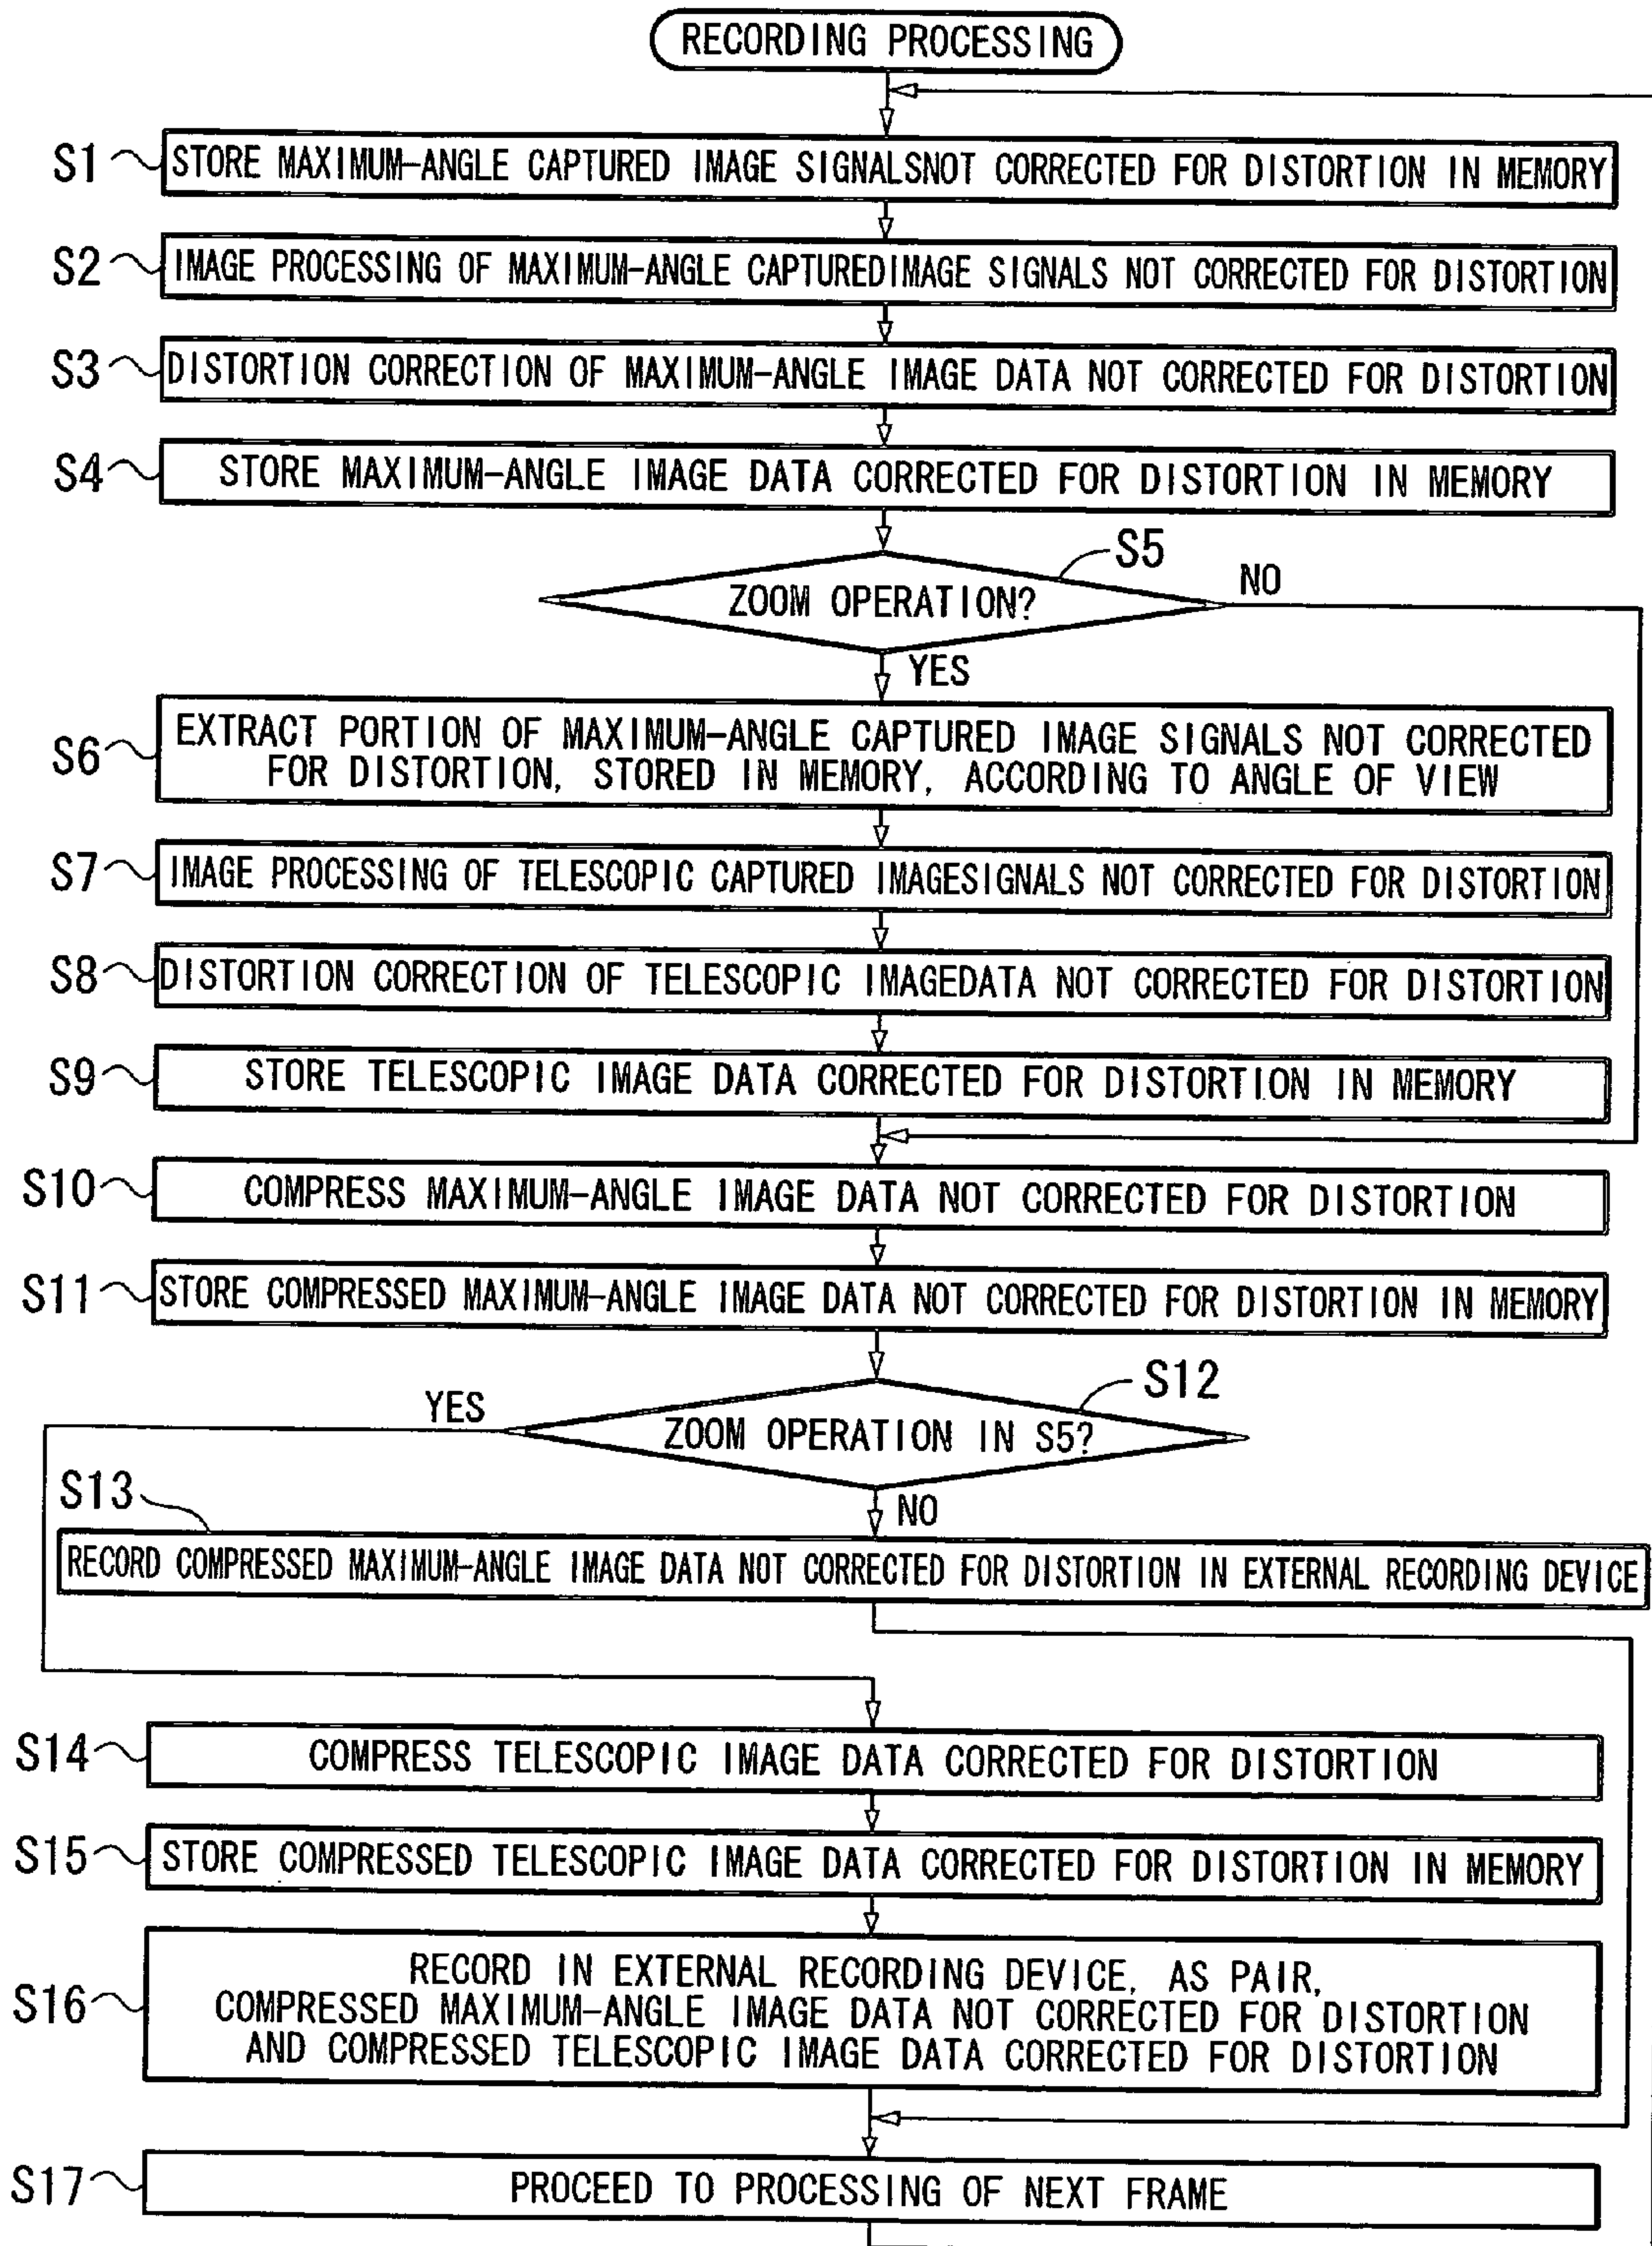 RECORDING PROCESSING
S1 STORE MAXIMUM-ANGLE CAPTURED IMAGE SIGNALSNOT CORRECTED FOR DISTORTION IN MEMORY
S2 IMAGE PROCESSING OF MAXIMUM-ANGLE CAPTUREDIMAGE SIGNALS NOT CORRECTED FOR DISTORTION
S3 DISTORTION CORRECTION OF MAXIMUM-ANGLE IMAGE DATA NOT CORRECTED FOR DISTORTION
S4 STORE MAXIMUM-ANGLE IMAGE DATA CORRECTED FOR DISTORTION IN MEMORY
S5
ZOOM OPERATION?
NO
YES
S6 EXTRACT PORTION OF MAXIMUM-ANGLE CAPTURED IMAGE SIGNALS NOT CORRECTED
FOR DISTORTION, STORED IN MEMORY, ACCORDING TO ANGLE OF VIEW
S7 IMAGE PROCESSING OF TELESCOPIC CAPTURED IMAGESIGNALS NOT CORRECTED FOR DISTORTION
S8 DISTORTION CORRECTION OF TELESCOPIC IMAGEDATA NOT CORRECTED FOR DISTORTION
S9 STORE TELESCOPIC IMAGE DATA CORRECTED FOR DISTORTION IN MEMORY
S10 COMPRESS MAXIMUM-ANGLE IMAGE DATA NOT CORRECTED FOR DISTORTION
S11 STORE COMPRESSED MAXIMUM-ANGLE IMAGE DATA NOT CORRECTED FOR DISTORTION IN MEMORY
S12
YES
ZOOM OPERATION IN S5?
S13
NO
RECORD COMPRESSED MAXIMUM-ANGLE IMAGE DATA NOT CORRECTED FOR DISTORTION IN EXTERNAL RECORDING DEVICE
S14 COMPRESS TELESCOPIC IMAGE DATA CORRECTED FOR DISTORTION
S15 STORE COMPRESSED TELESCOPIC IMAGE DATA CORRECTED FOR DISTORTION IN MEMORY
S16 RECORD IN EXTERNAL RECORDING DEVICE, AS PAIR,
COMPRESSED MAXIMUM-ANGLE IMAGE DATA NOT CORRECTED FOR DISTORTION
AND COMPRESSED TELESCOPIC IMAGE DATA CORRECTED FOR DISTORTION
S17 PROCEED TO PROCESSING OF NEXT FRAME